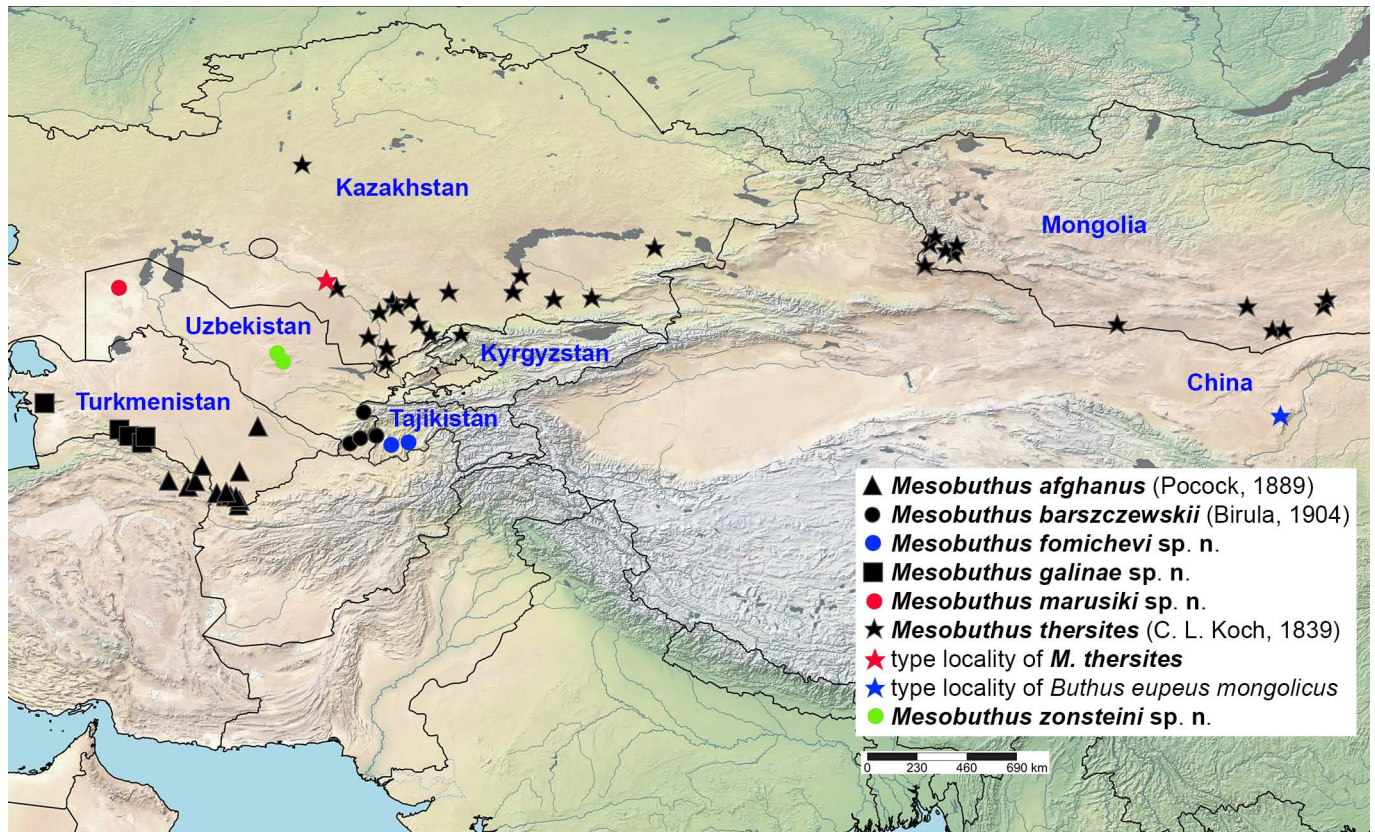 Kazakhstan
Mongolia
Uzbekistan
Kyrgyzstan
China
Turkmenistan
Tajikistan
Mesobuthus afghanus (Pocock, 1889)
Mesobuthus barszczewskii (Birula, 1904)
Mesobuthus fomichevi sp. n.
Mesobuthus galinae sp. n.
Mesobuthus marusiki sp. n.
Mesobuthus thersites (C. L. Koch, 1839)
type locality of M. thersites
type locality of Buthus eupeus mongolicus
Mesobuthus zonsteini sp. n.
0 230 460 690 km